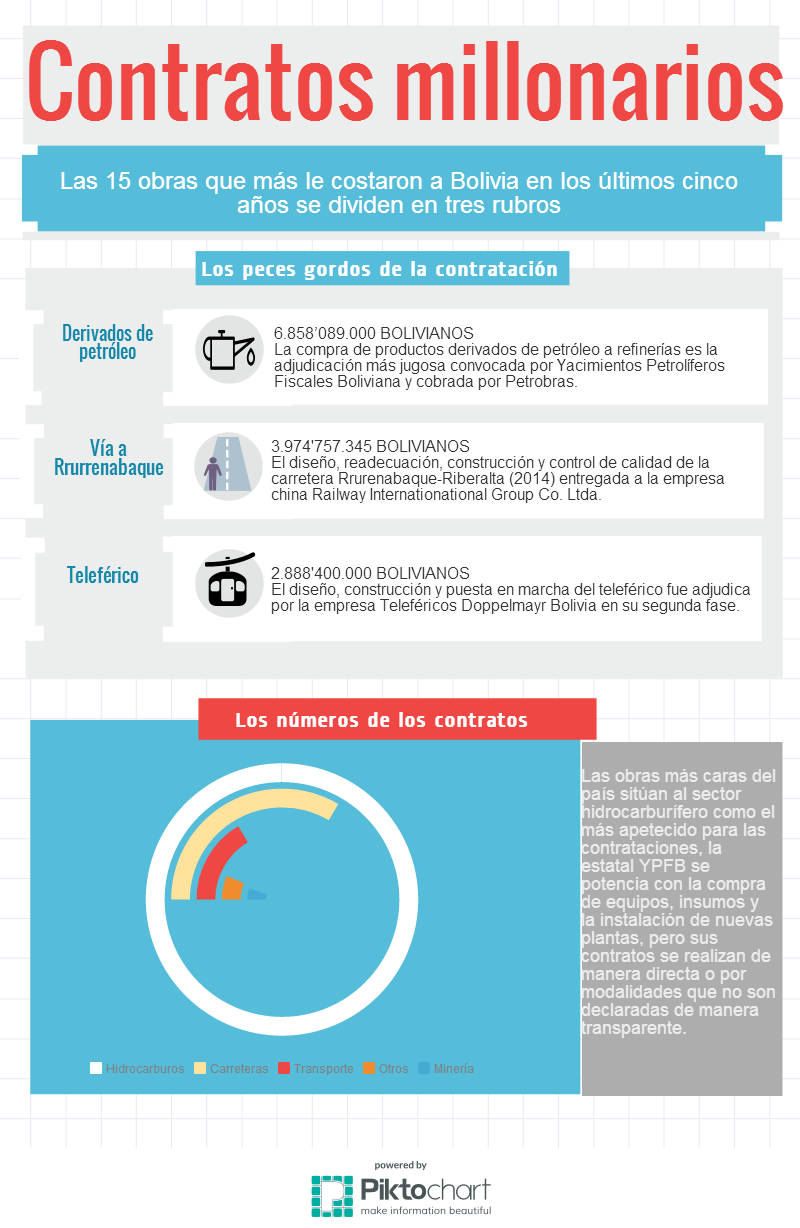 Contratos millonarios
Las 15 obras que más le costaron a Bolivia en los últimos cinco
años se dividen en tres rubros
Los peces gordos de la contratación
Derivados de
petróleo
6.858’089.000 BOLIVIANOS
La compra de productos derivados de petróleo a refinerías es la
adjudicación más jugosa convocada por Yacimientos Petrolíferos
Fiscales Boliviana y cobrada por Petrobras.
Vía a
Rrurrenabaque
3.974'757.345 BOLIVIANOS
El diseño, readecuación, construcción y control de calidad de la
carretera Rrurenabaque-Riberalta (2014) entregada a la empresa
china Railway Internationational Group Co. Ltda.
Teleférico
2.888'400.000 BOLIVIANOS
El diseño, construcción y puesta en marcha del teleférico fue adjudica
por la empresa Teleféricos Doppelmayr Bolivia en su segunda fase.
Los números de los contratos
Las obras más caras del
país sitúan al sector
hidrocarburífero como el
más apetecido para las
contrataciones, la
estatal YPFB se
potencia con la compra
de equipos, insumos y
la instalación de nuevas
plantas, pero sus
contratos se realizan de
manera directa o por
modalidades que no son
declaradas de manera
transparente.
Hidrocarburos Carreteras Transporte Otros Minería
powered by
Piktochart
make information beautiful